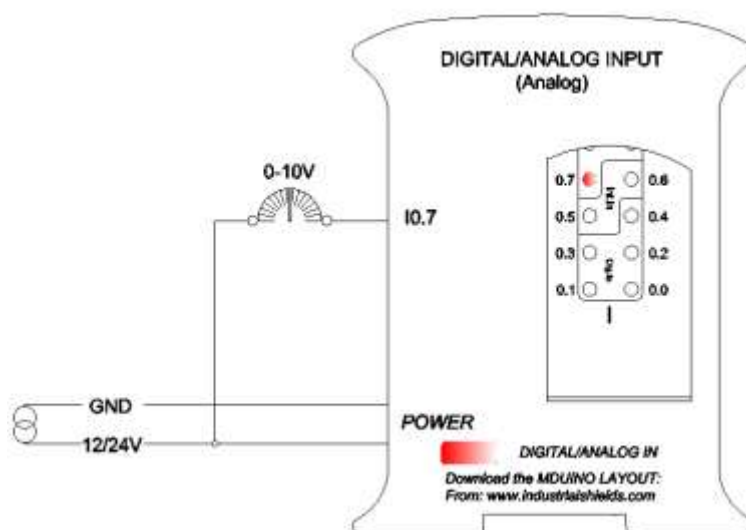 DIGITAL/ANALOG INPUT
(Analog)
0-10V
I0.7
0.7 0.6
0.5 0.4
0.3 0.2
0.1 0.0
GND
12/24V
POWER
DIGITAL/ANALOG IN
Download the MDUINO LAYOUT:
From: www.industrialshields.com